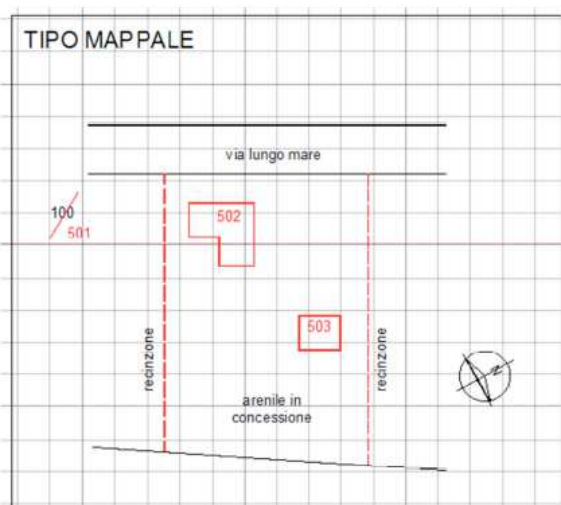 TIPO MAPPALE
via lungo mare
100
501
502
503
recinzone
recinzone
arenile in
concessione
N